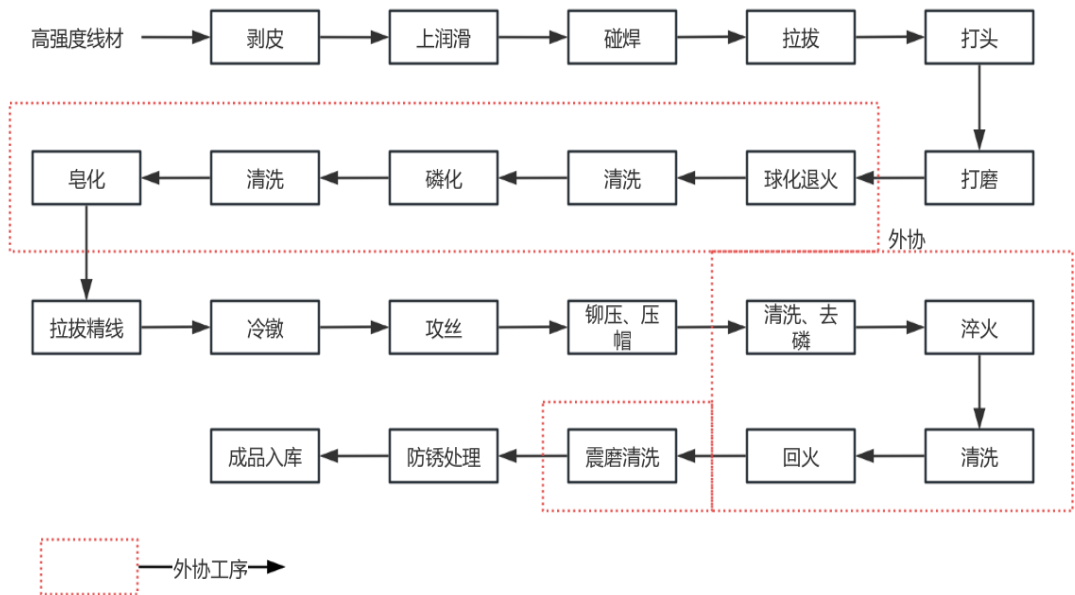 高强度线材
剥皮
上润滑
碰焊
拉拔
打头
皂化
清洗
磷化
清洗
球化退火
打磨
外协
拉拔精线
冷镦
攻丝
铆压、压
帽
清洗、去
磷
淬火
成品入库
防锈处理
震磨清洗
回火
清洗
外协工序